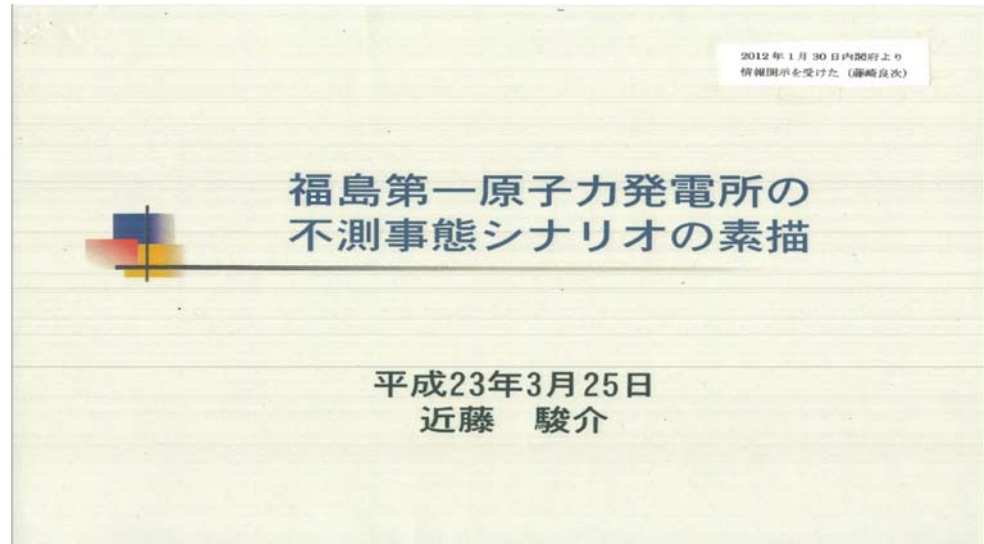 2012年1月30日内閣府より
情報開示を受けた（藤崎良次）
福島第一原子力発電所の
不測事態シナリオの素描
平成23年3月25日
近藤　駿介